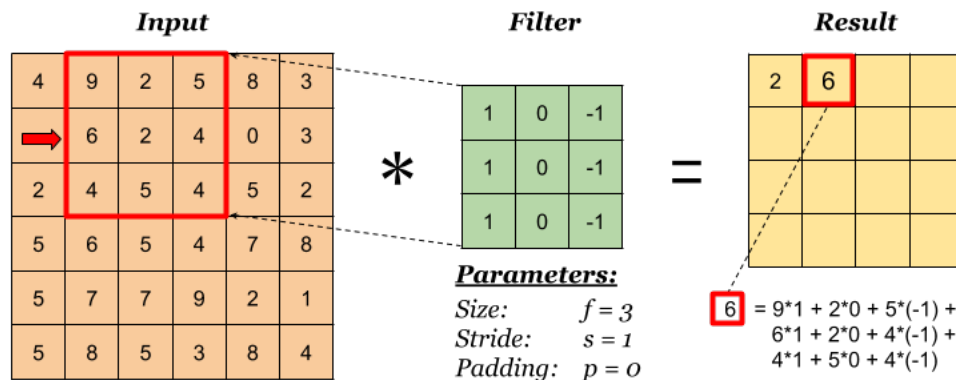 Input Filter Result
4 9 2 5 8 3
6 2 4 0 3
2 4 5 4 5 2
5 6 5 4 7 8
5 7 7 9 2 1
5 8 5 3 8 4
*
1 0 -1
1 0 -1
1 0 -1
=
2 6
Parameters:
Size: f = 3
Stride: s = 1
Padding: p = 0
6 = 9*1 + 2*0 + 5*(-1) +
6*1 + 2*0 + 4*(-1) +
4*1 + 5*0 + 4*(-1)